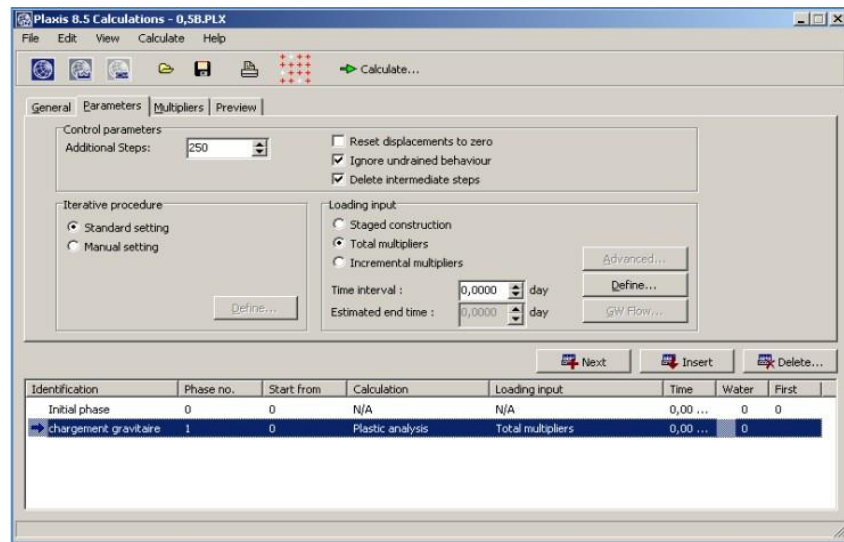 Plaxis 8.5 Calculations - 0,5B.PLX
File Edit View Calculate Help
Calculate...
General Parameters Multipliers Preview
Control parameters
Additional Steps: 250
Reset displacements to zero
Ignore undrained behaviour
Delete intermediate steps
Iterative procedure
Standard setting
Manual setting
Define...
Loading input
Staged construction
Total multipliers
Incremental multipliers
Advanced...
Time interval : 0,0000 day Define...
Estimated end time : 0,0000 day GW Flow...
Next Insert Delete...
Identification Phase no. Start from Calculation Loading input Time Water First
Initial phase 0 0 N/A N/A 0,00 ... 0 0
chargement gravitaire 1 0 Plastic analysis Total multipliers 0,00 ... 0